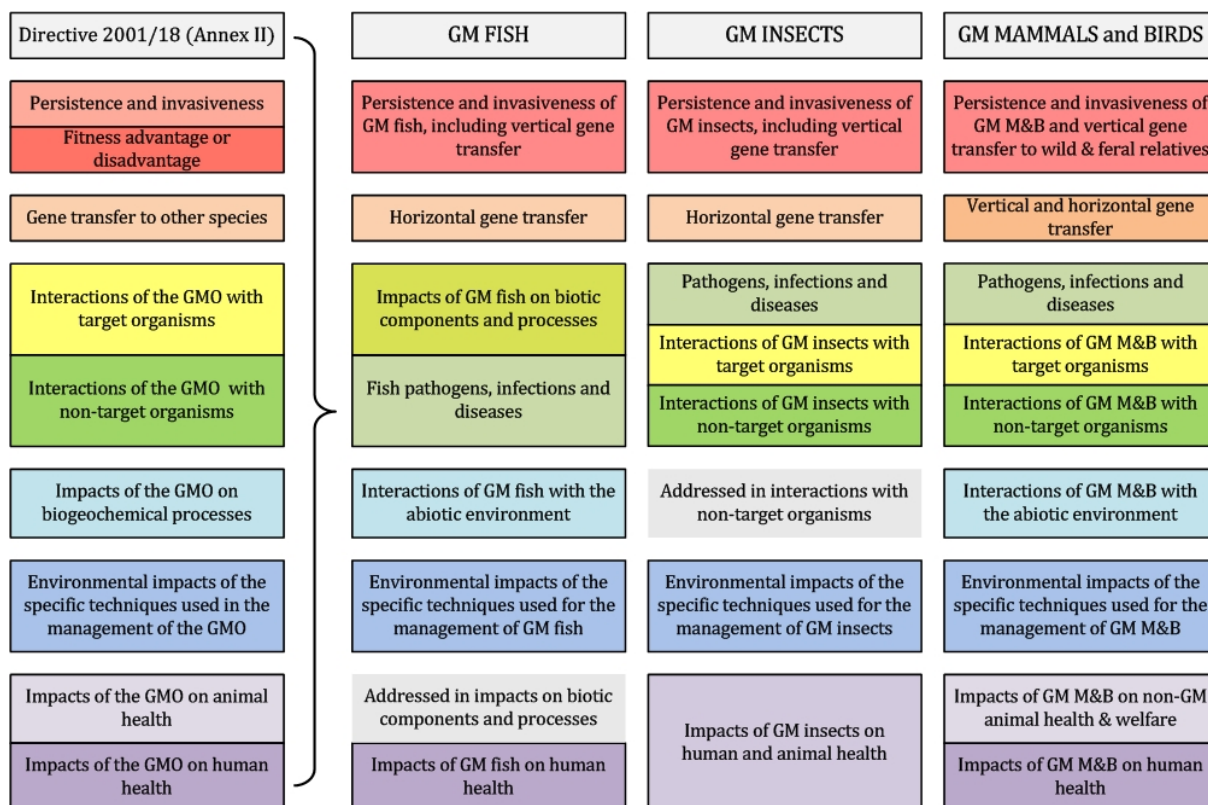 Directive 2001/18 (Annex II)
GM FISH
GM INSECTS
GM MAMMALS and BIRDS
Persistence and invasiveness
Fitness advantage or
disadvantage
Persistence and invasiveness of
GM fish, including vertical gene
transfer
Persistence and invasiveness of
GM insects, including vertical
gene transfer
Persistence and invasiveness of
GM M&B and vertical gene
transfer to wild & feral relatives
Gene transfer to other species
Horizontal gene transfer
Horizontal gene transfer
Vertical and horizontal gene
transfer
Interactions of the GMO with
target organisms
Interactions of the GMO with
non-target organisms
Impacts of GM fish on biotic
components and processes
Fish pathogens, infections and
diseases
Pathogens, infections and
diseases
Interactions of GM insects with
target organisms
Interactions of GM insects with
non-target organisms
Pathogens, infections and
diseases
Interactions of GM M&B with
target organisms
Interactions of GM M&B with
non-target organisms
Impacts of the GMO on
biogeochemical processes
Interactions of GM fish with the
abiotic environment
Addressed in interactions with
non-target organisms
Interactions of GM M&B with
the abiotic environment
Environmental impacts of the
specific techniques used in the
management of the GMO
Environmental impacts of the
specific techniques used for the
management of GM fish
Environmental impacts of the
specific techniques used for the
management of GM insects
Environmental impacts of the
specific techniques used for the
management of GM M&B
Impacts of the GMO on animal
health
Impacts of the GMO on human
health
Addressed in impacts on biotic
components and processes
Impacts of GM fish on human
health
Impacts of GM insects on
human and animal health
Impacts of GM M&B on non-GM
animal health & welfare
Impacts of GM M&B on human
health